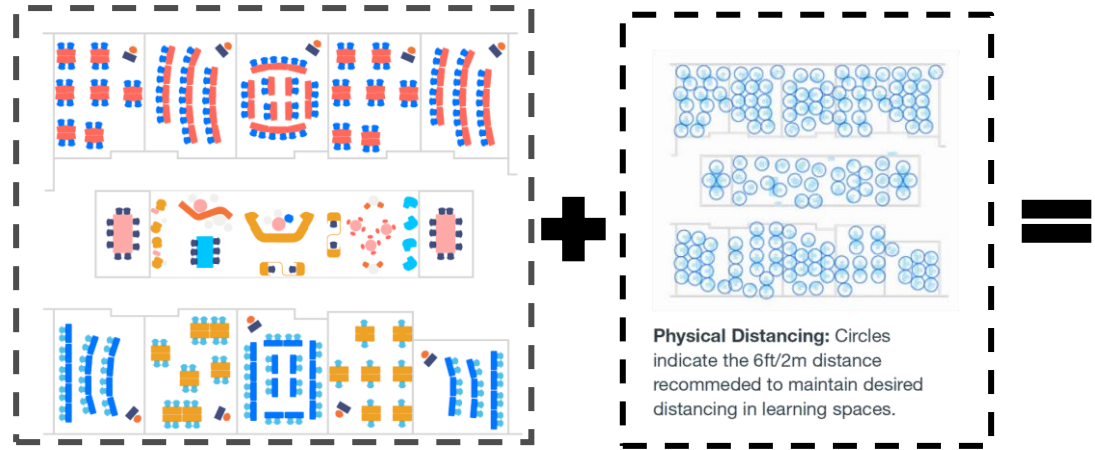 Physical Distancing: Circles
indicate the 6ft/2m distance
recommeded to maintain desired
distancing in learning spaces.